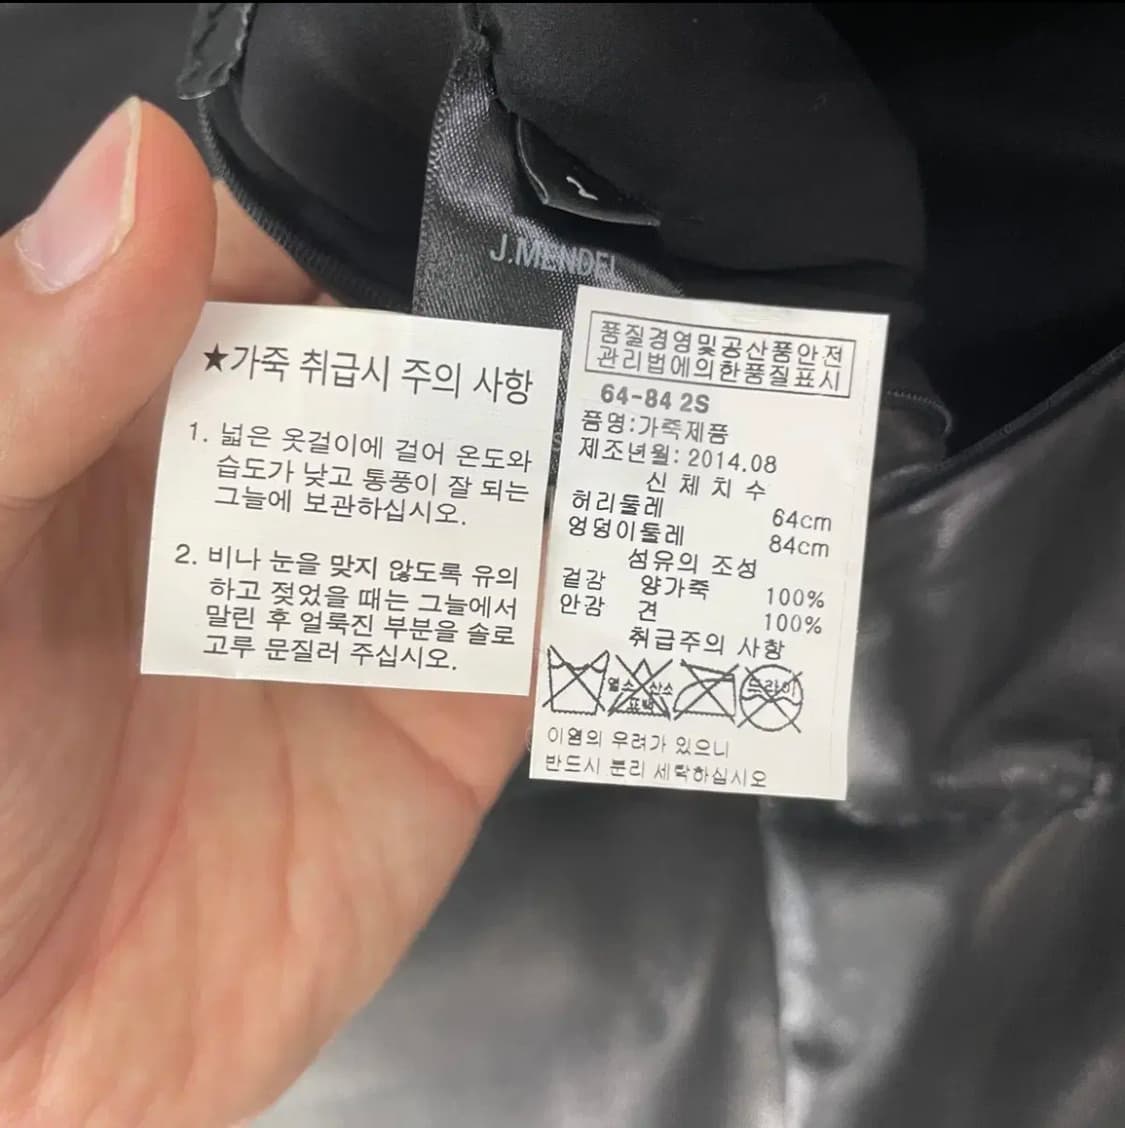 2
J.MENDEL
★가죽 취급시 주의 사항
1. 넓은 옷걸이에 걸어 온도와
습도가 낮고 통풍이 잘 되는
그늘에 보관하십시오.
2. 비나 눈을 맞지 않도록 유의
하고 젖었을 때는 그늘에서
말린 후 얼룩진 부분을 솔로
고루 문질러 주십시오.
품질경영및공산품안전
관리법에의한품질표시
64-84 2S
품명:가죽제품
제조년월: 2014.08
신 체 치 수
허리둘레 64cm
엉덩이둘레 84cm
섬유의 조성
겉감 양가죽 100%
안감 견 100%
취급주의 사항
염소 산소
표백
드라이
이염의 우려가 있으니
반드시 분리 세탁하십시오